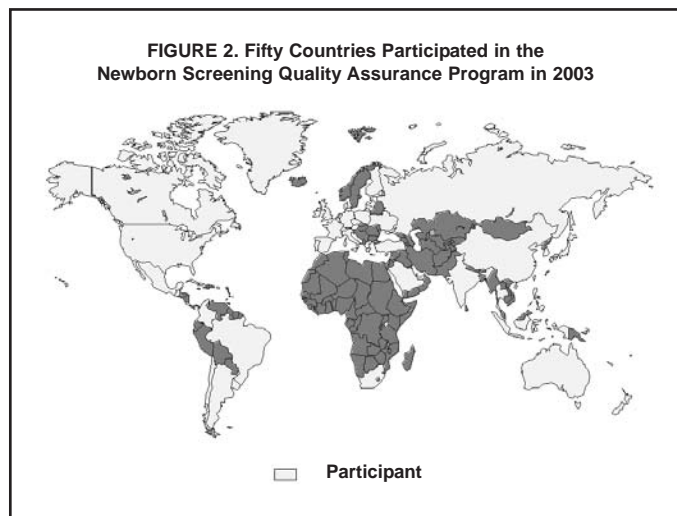 FIGURE 2. Fifty Countries Participated in the
Newborn Screening Quality Assurance Program in 2003
Participant